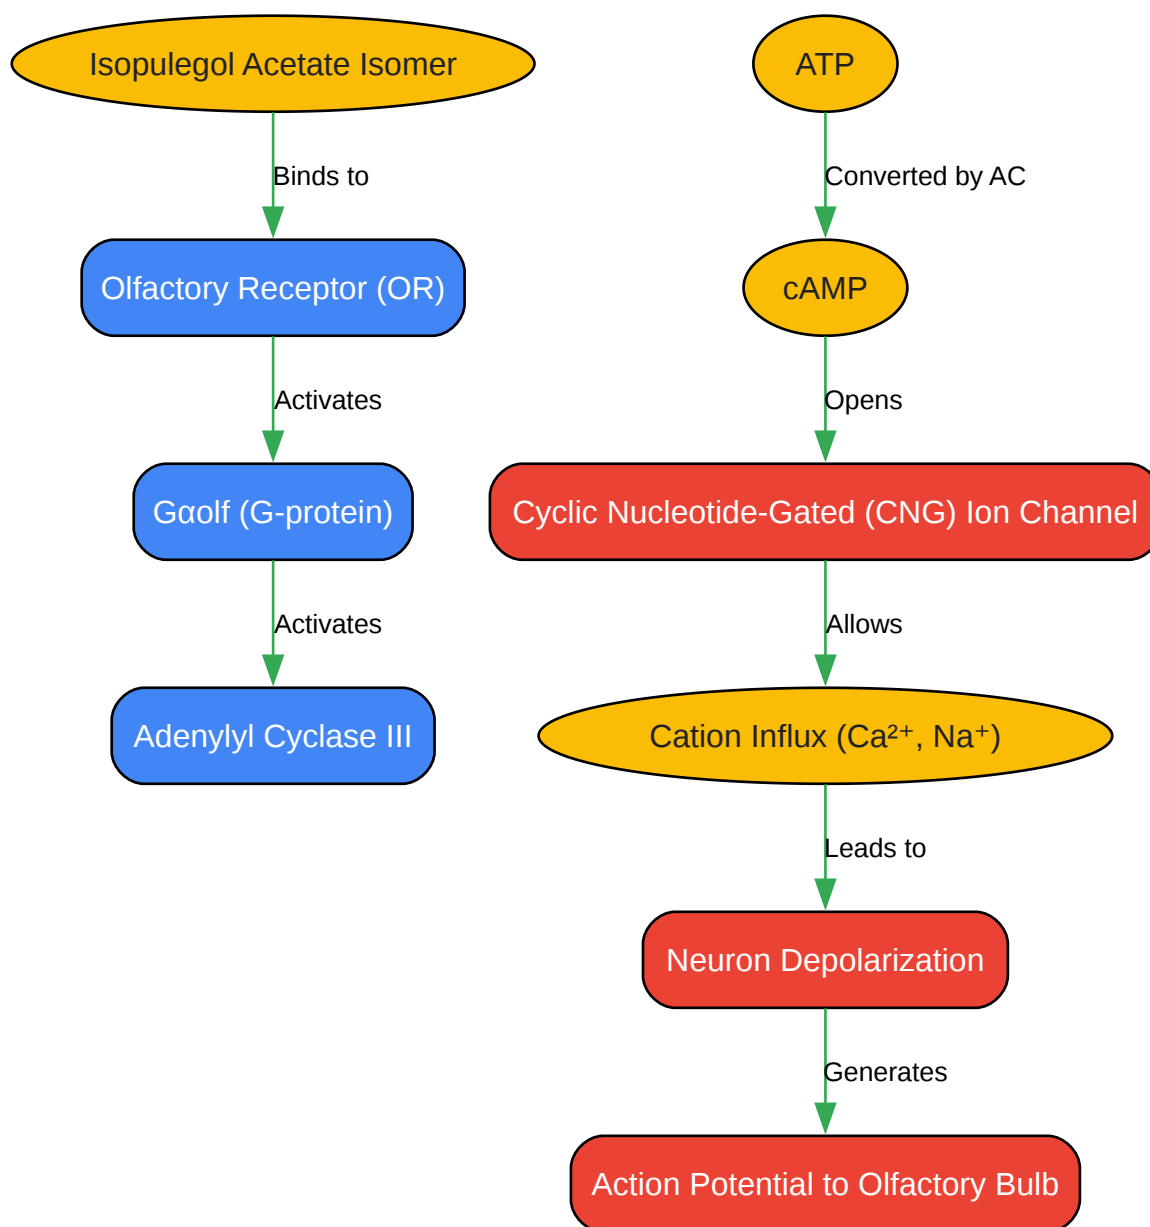 Isopulegol Acetate Isomer
Binds to
Olfactory Receptor (OR)
Activates
Gαolf (G-protein)
Activates
Adenylyl Cyclase III
ATP
Converted by AC
cAMP
Opens
Cyclic Nucleotide-Gated (CNG) Ion Channel
Allows
Cation Influx (Ca²⁺, Na⁺)
Leads to
Neuron Depolarization
Generates
Action Potential to Olfactory Bulb